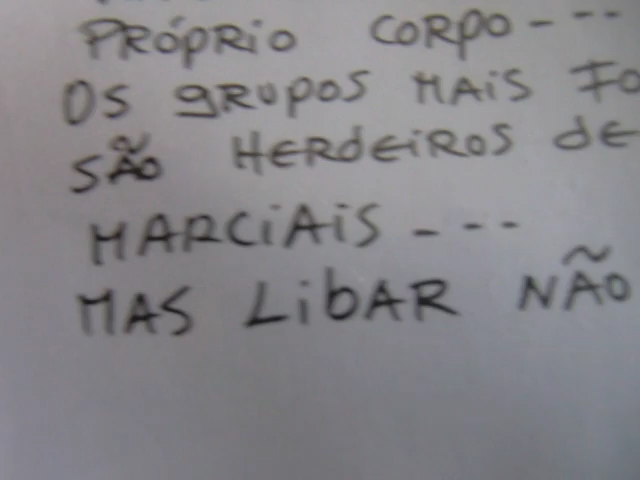 PRÓPRIO CORPO - - - -
OS gRUPOS MAIS
SÃO HERdEiROS dE
MARCiAiS - - - -
MAS LibAR NÃO